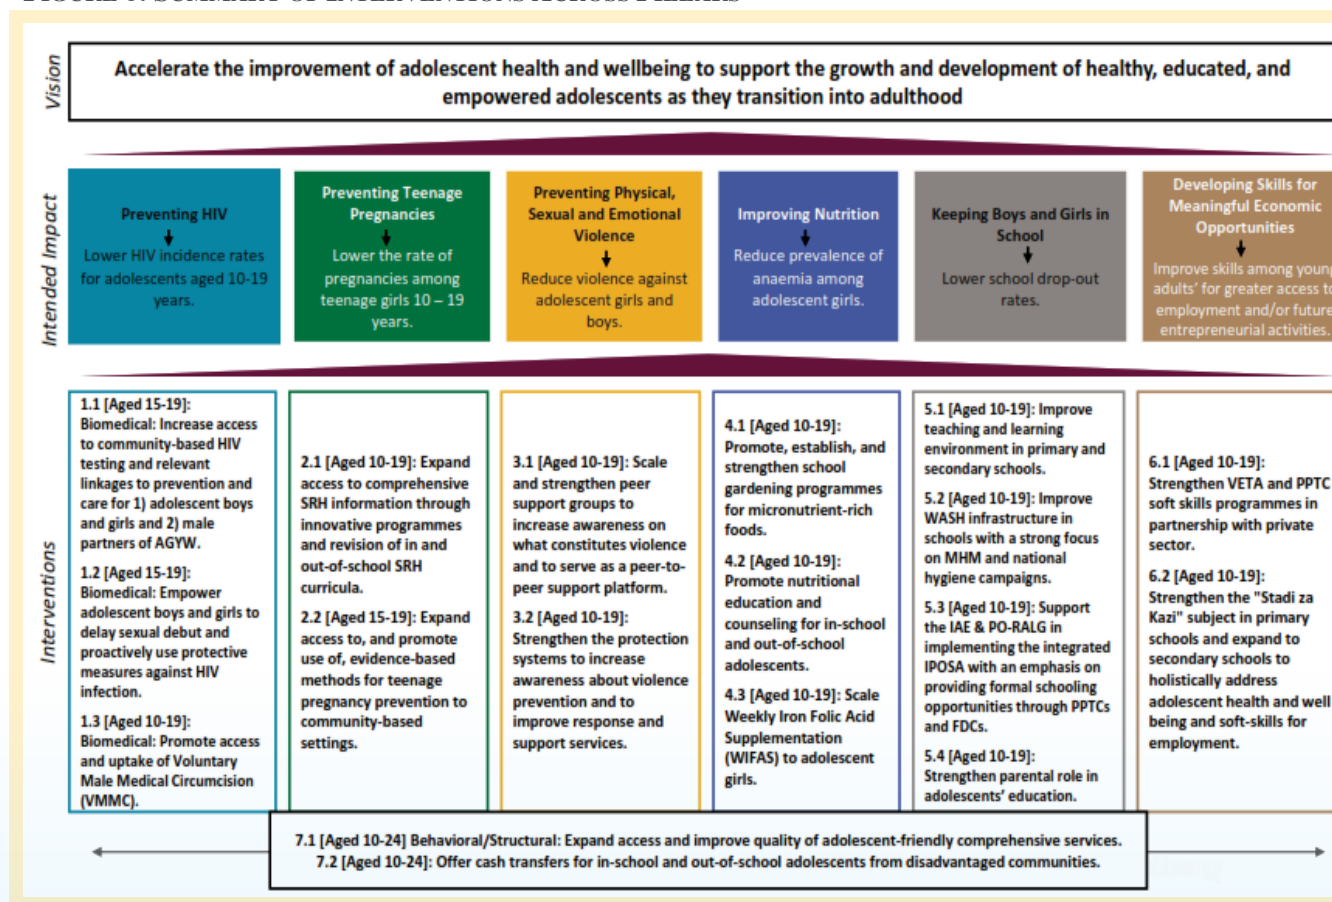 FIGURE 6: SUMMARY OF INTERVENTIONS ACROSS PILLARS
Vision
Accelerate the improvement of adolescent health and wellbeing to support the growth and development of healthy, educated, and
empowered adolescents as they transition into adulthood
Intended Impact
Preventing HIV
Lower HIV incidence rates
for adolescents aged 10-19
years.
Preventing Teenage
Pregnancies
Lower the rate of
pregnancies among
teenage girls 10 – 19
years.
Preventing Physical,
Sexual and Emotional
Violence
Reduce violence against
adolescent girls and
boys.
Improving Nutrition
Reduce prevalence of
anaemia among
adolescent girls.
Keeping Boys and Girls in
School
Lower school drop-out
rates.
Developing Skills for
Meaningful Economic
Opportunities
Improve skills among young
adults' for greater access to
employment and/or future
entrepreneurial activities.
Interventions
1.1 [Aged 15-19]:
Biomedical: Increase access
to community-based HIV
testing and relevant
linkages to prevention and
care for 1) adolescent boys
and girls and 2) male
partners of AGYW.
1.2 [Aged 15-19]:
Biomedical: Empower
adolescent boys and girls to
delay sexual debut and
proactively use protective
measures against HIV
infection.
1.3 [Aged 10-19]:
Biomedical: Promote access
and uptake of Voluntary
Male Medical Circumcision
(VMMC).
2.1 [Aged 10-19]: Expand
access to comprehensive
SRH information through
innovative programmes
and revision of in and
out-of-school SRH
curricula.
2.2 [Aged 15-19]: Expand
access to, and promote
use of, evidence-based
methods for teenage
pregnancy prevention to
community-based
settings.
3.1 [Aged 10-19]: Scale
and strengthen peer
support groups to
increase awareness on
what constitutes violence
and to serve as a peer-to-
peer support platform.
3.2 [Aged 10-19]:
Strengthen the protection
systems to increase
awareness about violence
prevention and to
improve response and
support services.
4.1 [Aged 10-19]:
Promote, establish, and
strengthen school
gardening programmes
for micronutrient-rich
foods.
4.2 [Aged 10-19]:
Promote nutritional
education and
counseling for in-school
and out-of-school
adolescents.
4.3 [Aged 10-19]: Scale
Weekly Iron Folic Acid
Supplementation
(WIFAS) to adolescent
girls.
5.1 [Aged 10-19]: Improve
teaching and learning
environment in primary and
secondary schools.
5.2 [Aged 10-19]: Improve
WASH infrastructure in
schools with a strong focus
on MHM and national
hygiene campaigns.
5.3 [Aged 10-19]: Support
the IAE & PO-RALG in
implementing the integrated
IPOSA with an emphasis on
providing formal schooling
opportunities through PPTCs
and FDCs.
5.4 [Aged 10-19]:
Strengthen parental role in
adolescents' education.
6.1 [Aged 10-19]:
Strengthen VETA and PPTC
soft skills programmes in
partnership with private
sector.
6.2 [Aged 10-19]:
Strengthen the "Stadi za
Kazi" subject in primary
schools and expand to
secondary schools to
holistically address
adolescent health and well
being and soft-skills for
employment.
7.1 [Aged 10-24] Behavioral/Structural: Expand access and improve quality of adolescent-friendly comprehensive services.
7.2 [Aged 10-24]: Offer cash transfers for in-school and out-of-school adolescents from disadvantaged communities.